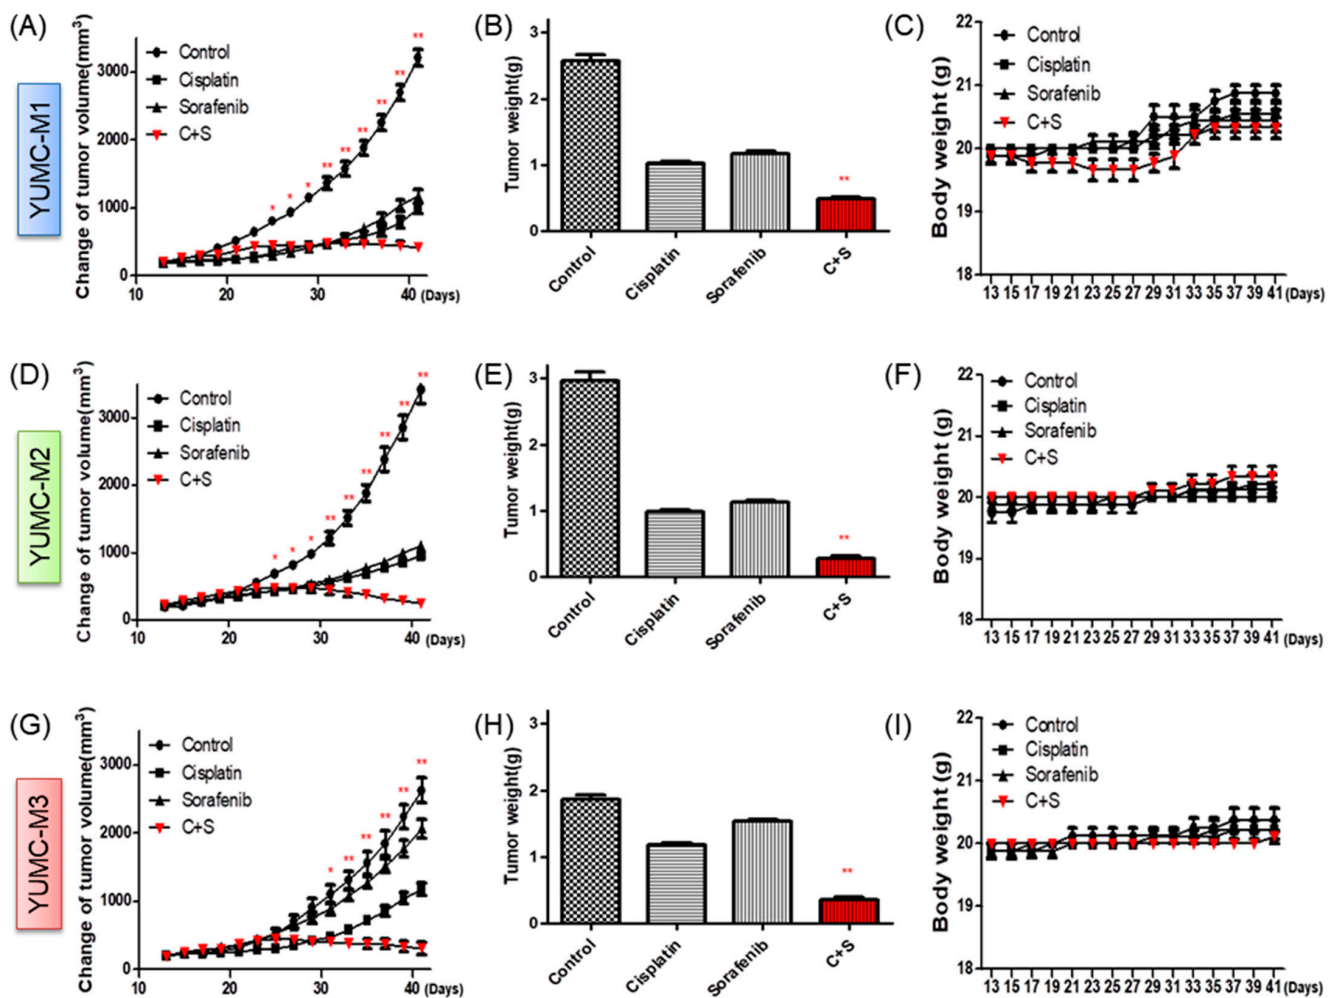 (A)
YUMC-M1
Change of tumor volume(mm³)
3000
2000
1000
0
Control
Cisplatin
Sorafenib
C+S
* * * ** ** ** ** ** **
10 20 30 40 (Days)
(B)
Tumor weight(g)
3
2
1
0
**
Control Cisplatin Sorafenib C+S
(C)
Body weight (g)
22
21
20
19
18
Control
Cisplatin
Sorafenib
C+S
13 15 17 19 21 23 25 27 29 31 33 35 37 39 41 (Days)
(D)
YUMC-M2
Change of tumor volume(mm³)
3000
2000
1000
0
Control
Cisplatin
Sorafenib
C+S
* * * ** ** ** ** ** **
10 20 30 40 (Days)
(E)
Tumor weight(g)
3
2
1
0
**
Control Cisplatin Sorafenib C+S
(F)
Body weight (g)
22
21
20
19
18
Control
Cisplatin
Sorafenib
C+S
13 15 17 19 21 23 25 27 29 31 33 35 37 39 41 (Days)
(G)
YUMC-M3
Change of tumor volume(mm³)
3000
2000
1000
0
Control
Cisplatin
Sorafenib
C+S
* ** ** ** ** **
10 20 30 40 (Days)
(H)
Tumor weight(g)
3
2
1
0
**
Control Cisplatin Sorafenib C+S
(I)
Body weight (g)
22
21
20
19
18
Control
Cisplatin
Sorafenib
C+S
13 15 17 19 21 23 25 27 29 31 33 35 37 39 41 (Days)